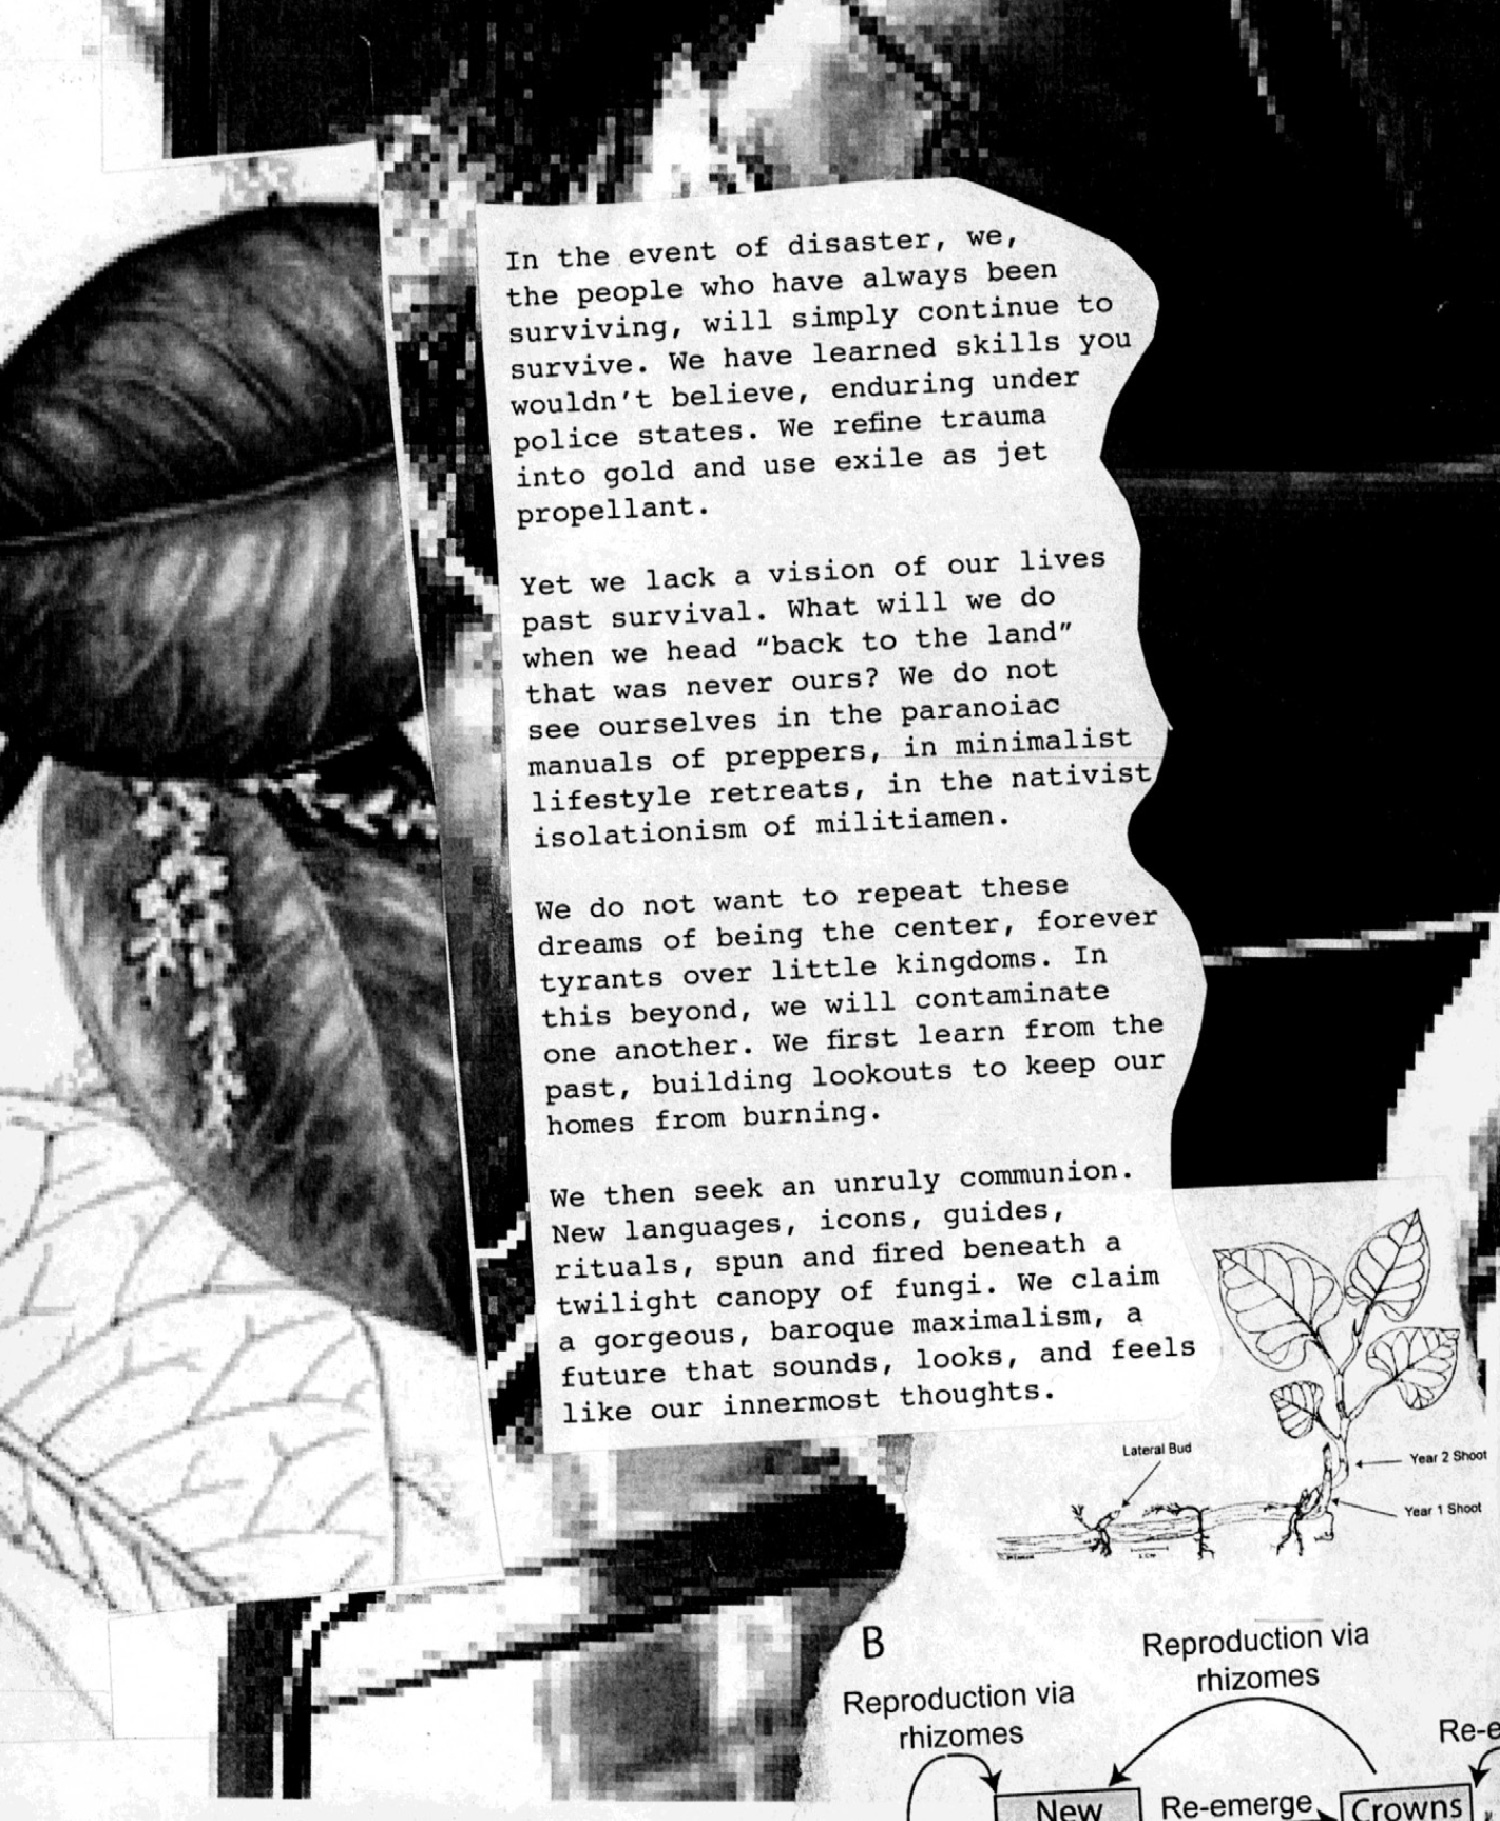 In the event of disaster, we,
the people who have always been
surviving, will simply continue to
survive. We have learned skills you
wouldn't believe, enduring under
police states. We refine trauma
into gold and use exile as jet
propellant.
Yet we lack a vision of our lives
past survival. What will we do
when we head “back to the land”
that was never ours? We do not
see ourselves in the paranoiac
manuals of preppers, in minimalist
lifestyle retreats, in the nativist
isolationism of militiamen.
We do not want to repeat these
dreams of being the center, forever
tyrants over little kingdoms. In
this beyond, we will contaminate
one another. We first learn from the
past, building lookouts to keep our
homes from burning.
We then seek an unruly communion.
New languages, icons, guides,
rituals, spun and fired beneath a
twilight canopy of fungi. We claim
a gorgeous, baroque maximalism, a
future that sounds, looks, and feels
like our innermost thoughts.
Lateral Bud
Year 2 Shoot
Year 1 Shoot
B
Reproduction via
rhizomes
Reproduction via
rhizomes
Re-e
New
Re-emerge
Crowns